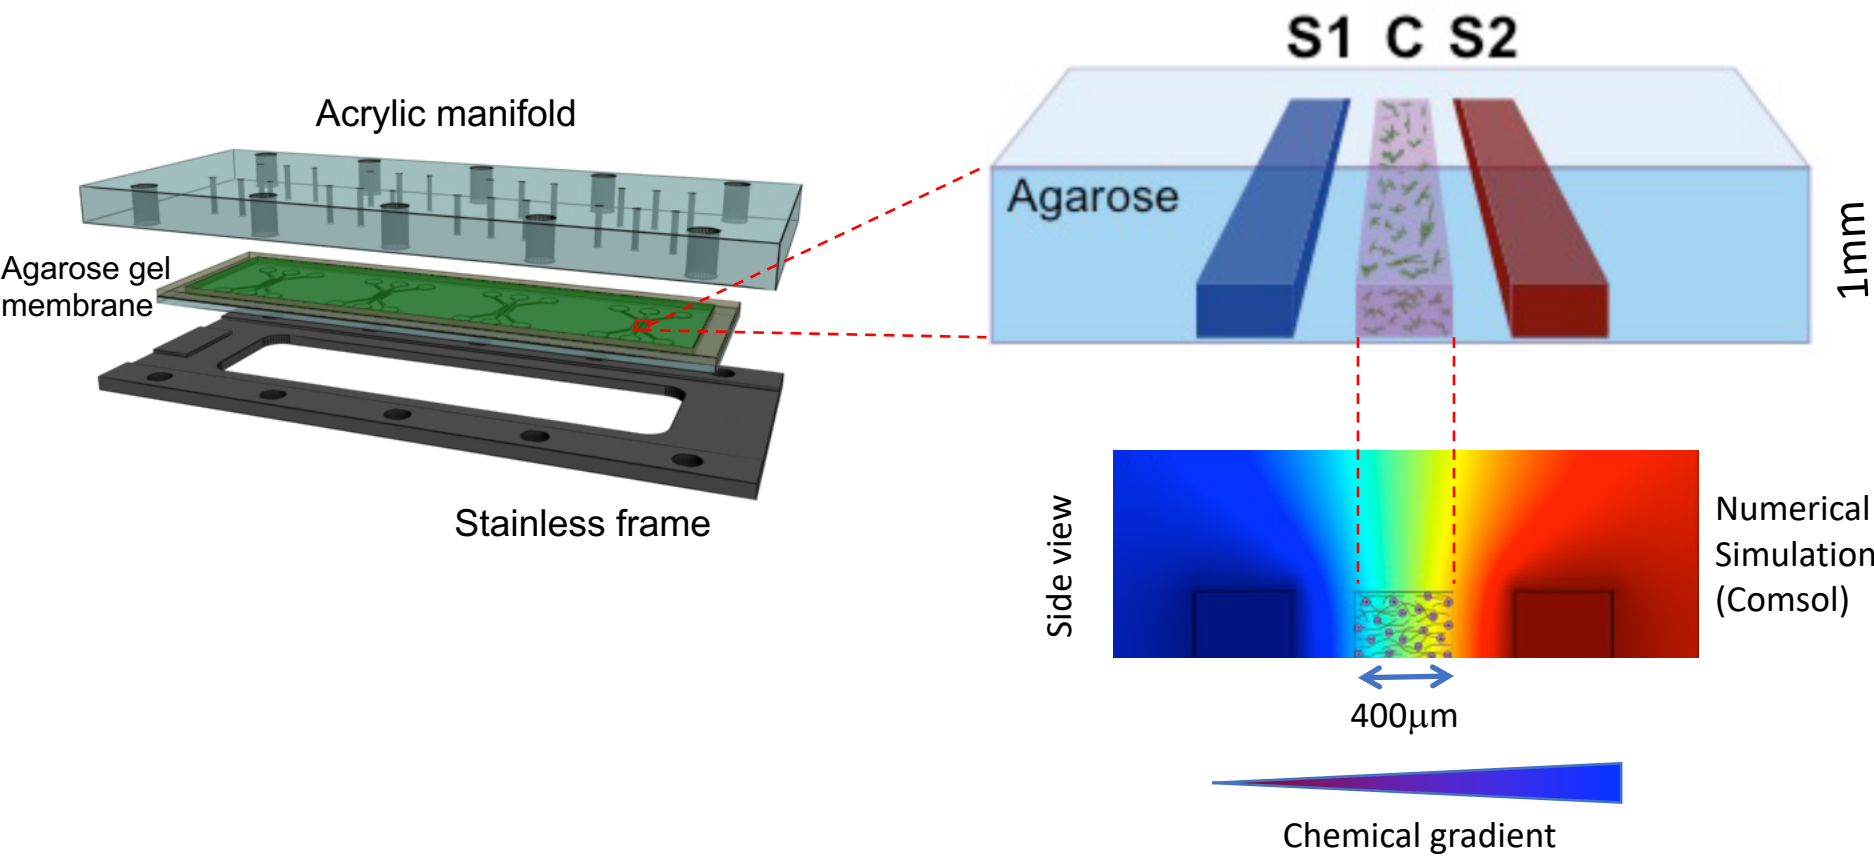 Acrylic manifold
Agarose gel
membrane
Stainless frame
S1 C S2
Agarose
1mm
Side view
Numerical
Simulation
(Comsol)
400μm
Chemical gradient